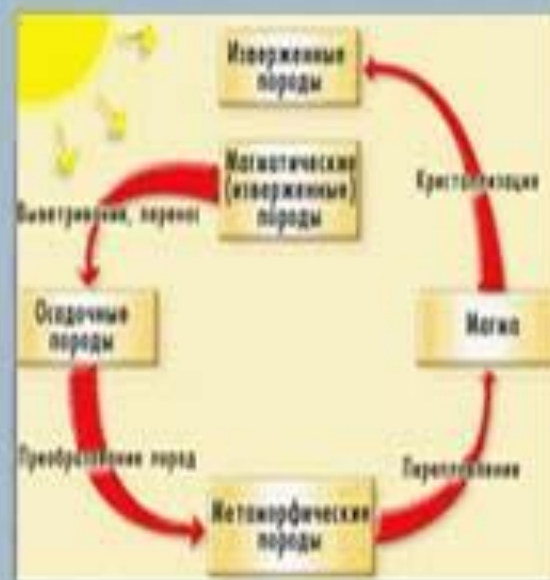 Изверженные
породы
Магматические
(изверженные)
породы
Кристаллизация
Выветривание, перенос
Осадочные
породы
Магма
Преобразование пород
Переплавление
Метаморфические
породы